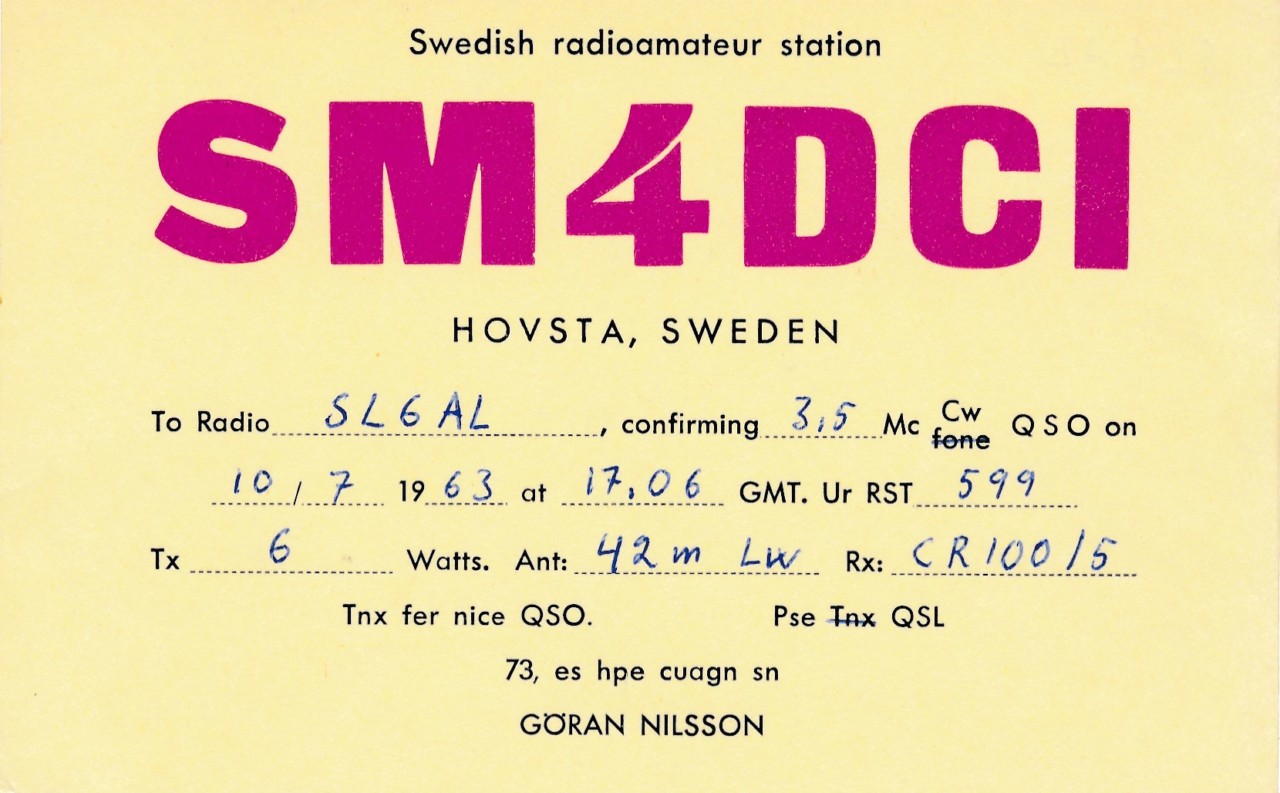 Swedish radioamateur station
SM4DCI
HOVSTA, SWEDEN
To Radio SL6AL, confirming 3,5 Mc Cw fone QSO on
10 / 7 1963 at 17.06 GMT. Ur RST 599
Tx 6 Watts. Ant: 42m LW Rx: CR100/5
Tnx fer nice QSO. Pse Tnx QSL
73, es hpe cuagn sn
GÖRAN NILSSON